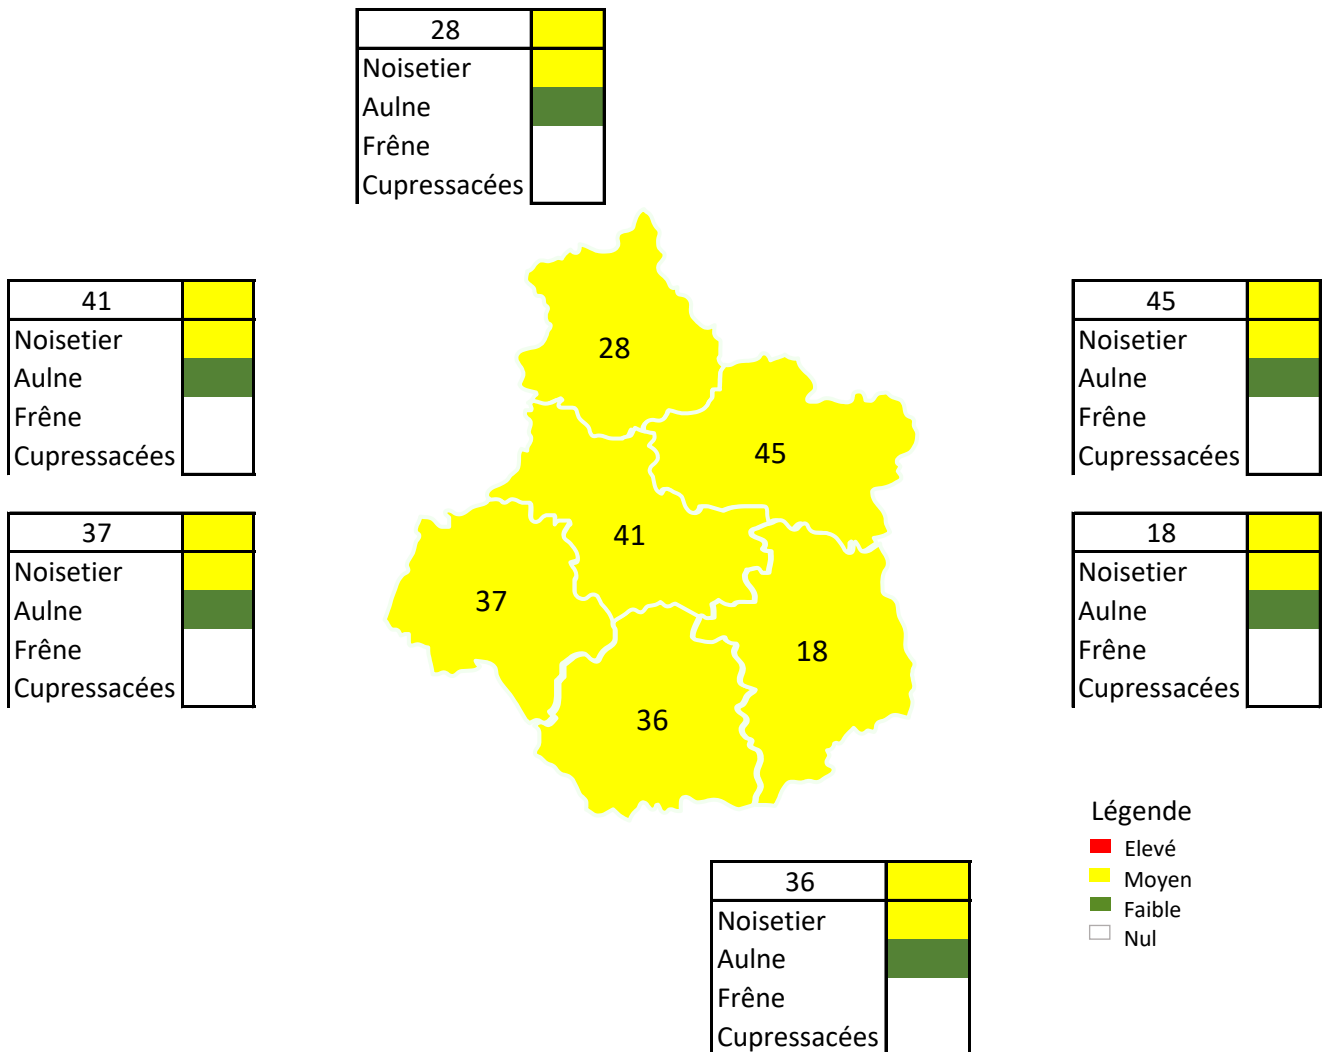 28
Noisetier
Aulne
Frêne
Cupressacées
41
Noisetier
Aulne
Frêne
Cupressacées
45
Noisetier
Aulne
Frêne
Cupressacées
37
Noisetier
Aulne
Frêne
Cupressacées
18
Noisetier
Aulne
Frêne
Cupressacées
28
45
41
37
18
36
Légende
Elevé
Moyen
Faible
Nul
36
Noisetier
Aulne
Frêne
Cupressacées